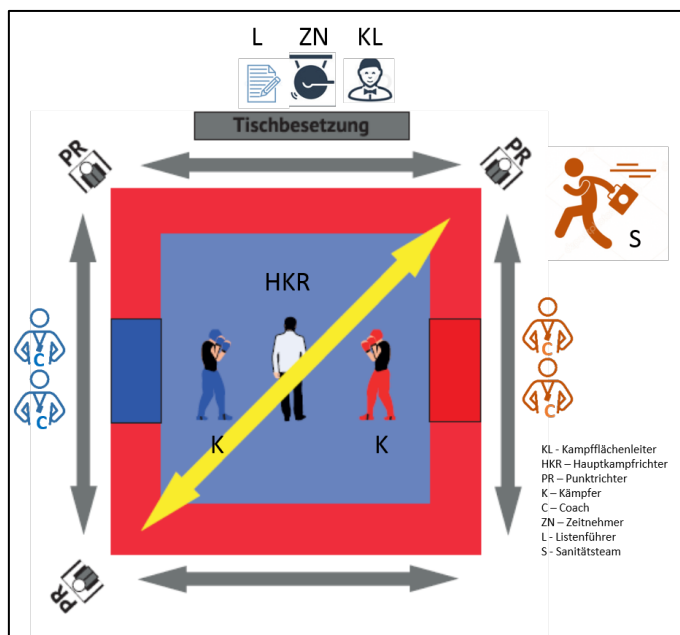 L ZN KL
Tischbesetzung
PR
PR
S
HKR
C
C
C
C
K
K
KL - Kampfflächenleiter
HKR – Hauptkampfrichter
PR – Punktrichter
K – Kämpfer
C – Coach
ZN – Zeitnehmer
L - Listenführer
S - Sanitätsteam
PR